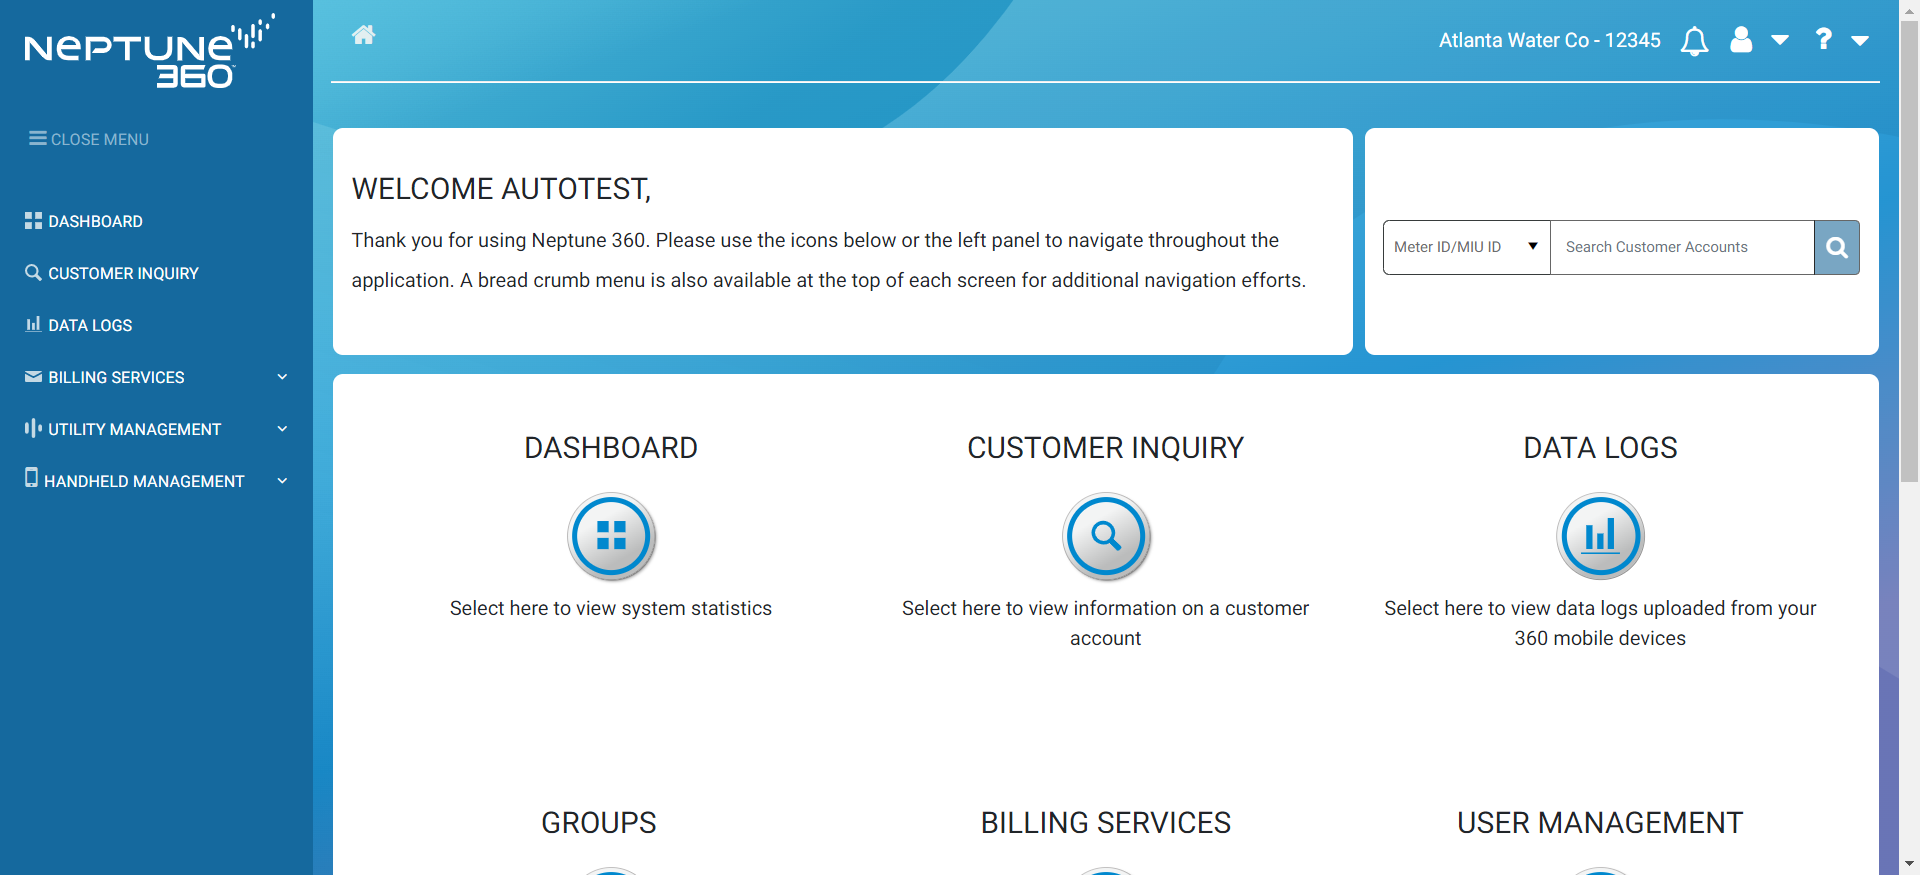 NEPTUNE
360
CLOSE MENU
DASHBOARD
CUSTOMER INQUIRY
DATA LOGS
BILLING SERVICES
UTILITY MANAGEMENT
HANDHELD MANAGEMENT
Atlanta Water Co - 12345
?
WELCOME AUTOTEST,
Thank you for using Neptune 360. Please use the icons below or the left panel to navigate throughout the
application. A bread crumb menu is also available at the top of each screen for additional navigation efforts.
Meter ID/MIU ID
Search Customer Accounts
DASHBOARD
Select here to view system statistics
CUSTOMER INQUIRY
Select here to view information on a customer
account
DATA LOGS
Select here to view data logs uploaded from your
360 mobile devices
GROUPS
BILLING SERVICES
USER MANAGEMENT